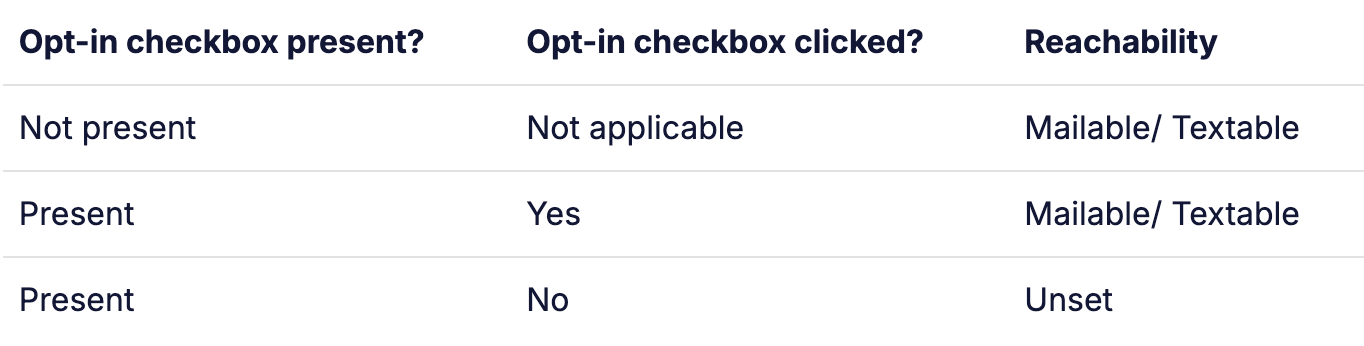 Opt-in checkbox present? Opt-in checkbox clicked? Reachability
Not present Not applicable Mailable/ Textable
Present Yes Mailable/ Textable
Present No Unset